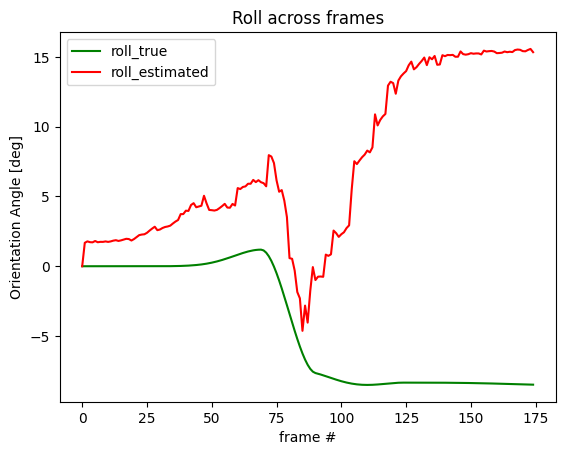 Roll across frames
roll_true
roll_estimated
Orientation Angle [deg]
15
10
5
0
−5
0 25 50 75 100 125 150 175
frame #